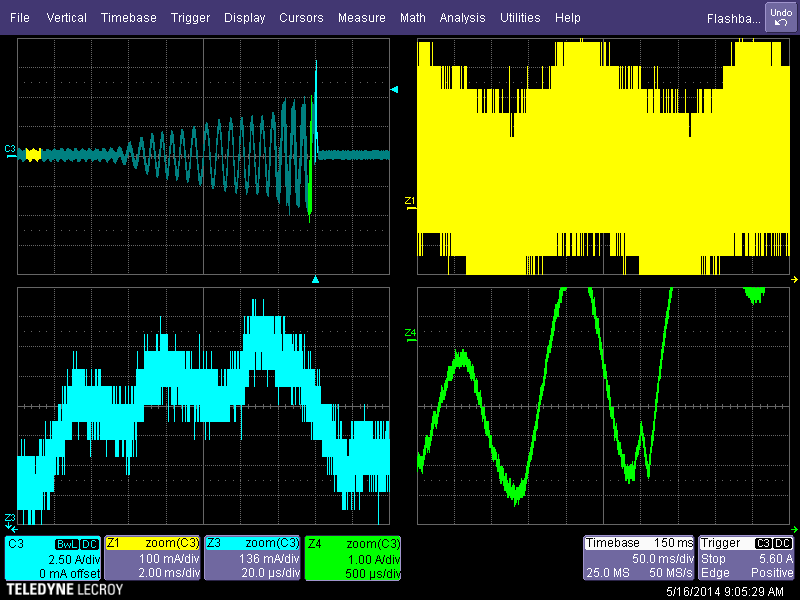 File Vertical Timebase Trigger Display Cursors Measure Math Analysis Utilities Help Flashba... Undo
C3
Z1
Z4
Z3
C3 BwL DC
2.50 A/div
0 mA offset
Z1 zoom(C3)
100 mA/div
2.00 ms/div
Z3 zoom(C3)
136 mA/div
20.0 µs/div
Z4 zoom(C3)
1.00 A/div
500 µs/div
Timebase 150 ms
50.0 ms/div
25.0 MS 50 MS/s
Trigger C3 DC
Stop 5.60 A
Edge Positive
TELEDYNE LECROY
5/16/2014 9:05:29 AM